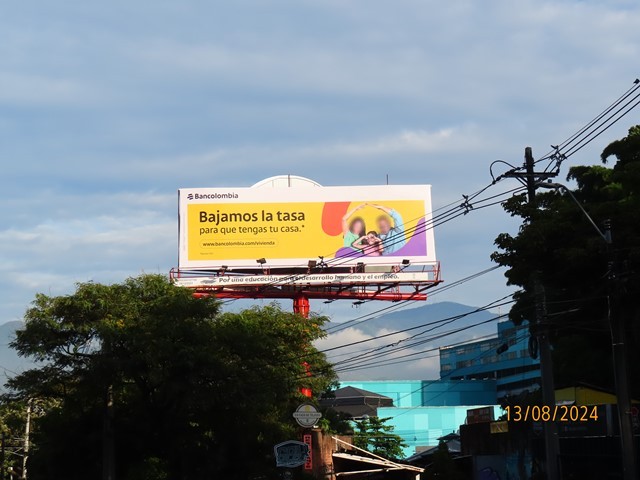 Bancolombia
Bajamos la tasa
para que tengas tu casa.*
www.bancolombia.com/vivienda
Por una educación para el desarrollo humano y el empleo.
13/08/2024